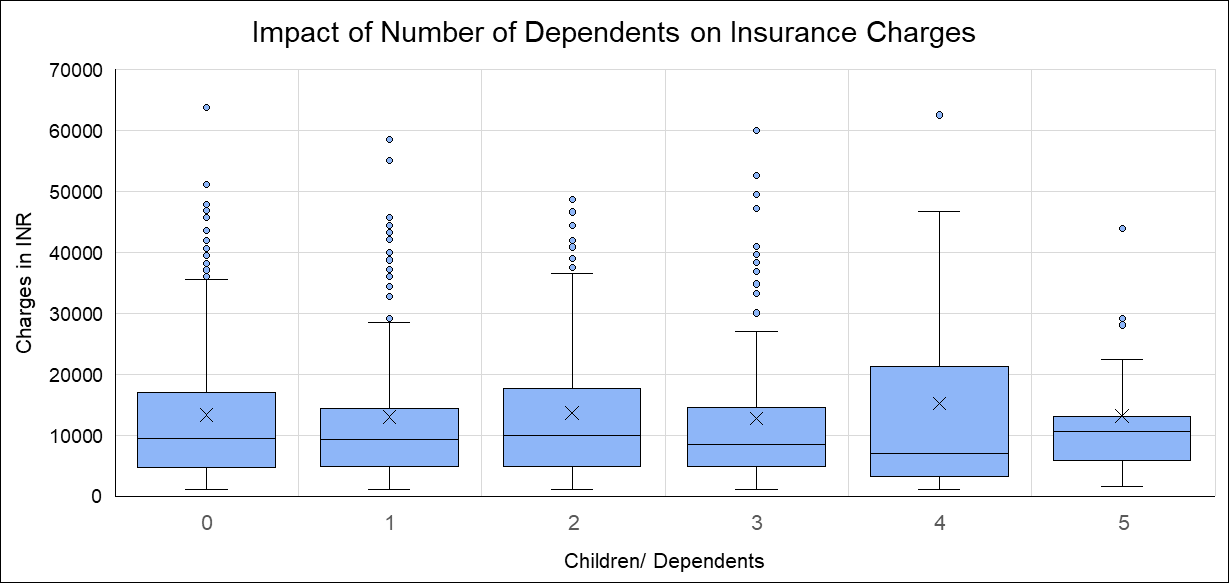 Impact of Number of Dependents on Insurance Charges
70000
60000
50000
40000
30000
20000
10000
0
Charges in INR
0 1 2 3 4 5
Children/ Dependents